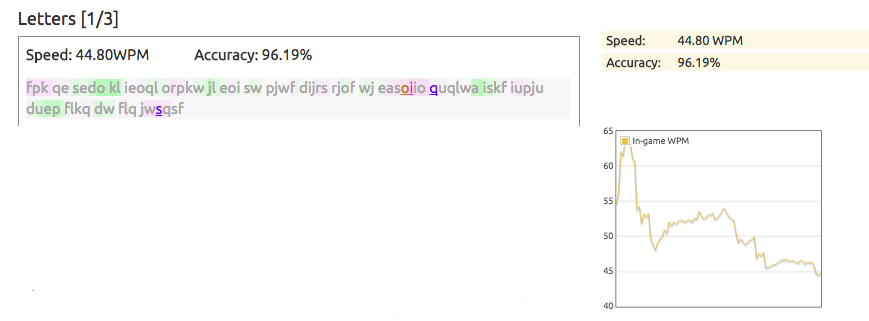 Letters [1/3]
Speed: 44.80WPM Accuracy: 96.19%
fpk qe sedo kl ieoql orpkw jl eoi sw pjwf dijrs rjof wj easoiio quqlwa iskf iupju
duep flkq dw flq jwsqsf
Speed: 44.80 WPM
Accuracy: 96.19%
65
In-game WPM
60
55
50
45
40